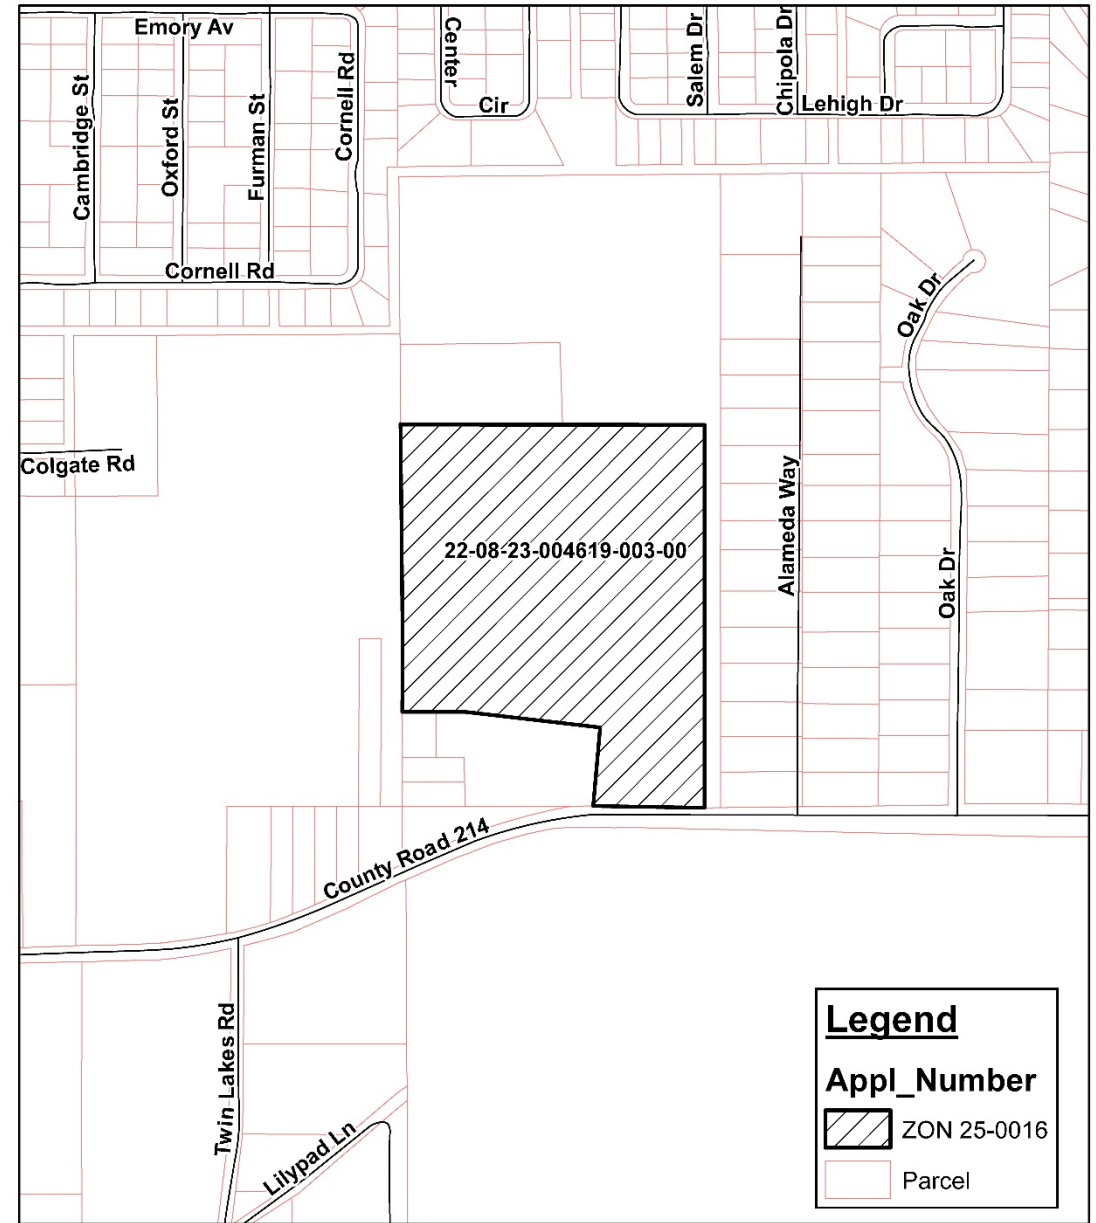 Emory Av
Center
Salem Dr
Chipola Dr
Cornell Rd
Cambridge St
Oxford St
Furman St
Cir
Lehigh Dr
Cornell Rd
Oak Dr
Colgate Rd
Alameda Way
22-08-23-004619-003-00
Oak Dr
County Road 214
Twin Lakes Rd
Lilypad Ln
Legend
Appl_Number
ZON 25-0016
Parcel